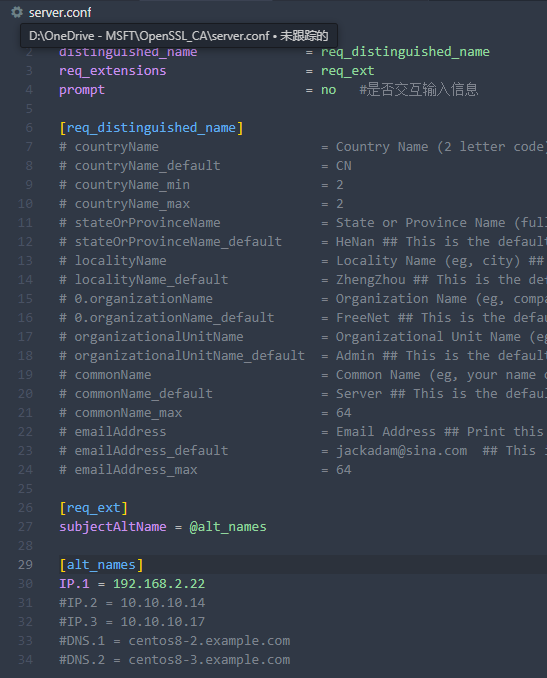 server.conf
D:\OneDrive - MSFT\OpenSSL_CA\server.conf • 未跟踪的
2 distinguished_name = req_distinguished_name
3 req_extensions = req_ext
4 prompt = no #是否交互输入信息
5
6 [req_distinguished_name]
7 # countryName = Country Name (2 letter code)
8 # countryName_default = CN
9 # countryName_min = 2
10 # countryName_max = 2
11 # stateOrProvinceName = State or Province Name (full
12 # stateOrProvinceName_default = HeNan ## This is the default
13 # localityName = Locality Name (eg, city) ##
14 # localityName_default = ZhengZhou ## This is the def
15 # 0.organizationName = Organization Name (eg, compa
16 # 0.organizationName_default = FreeNet ## This is the defau
17 # organizationalUnitName = Organizational Unit Name (eg
18 # organizationalUnitName_default = Admin ## This is the default
19 # commonName = Common Name (eg, your name o
20 # commonName_default = Server ## This is the defaul
21 # commonName_max = 64
22 # emailAddress = Email Address ## Print this
23 # emailAddress_default = jackadam@sina.com ## This i
24 # emailAddress_max = 64
25
26 [req_ext]
27 subjectAltName = @alt_names
28
29 [alt_names]
30 IP.1 = 192.168.2.22
31 #IP.2 = 10.10.10.14
32 #IP.3 = 10.10.10.17
33 #DNS.1 = centos8-2.example.com
34 #DNS.2 = centos8-3.example.com